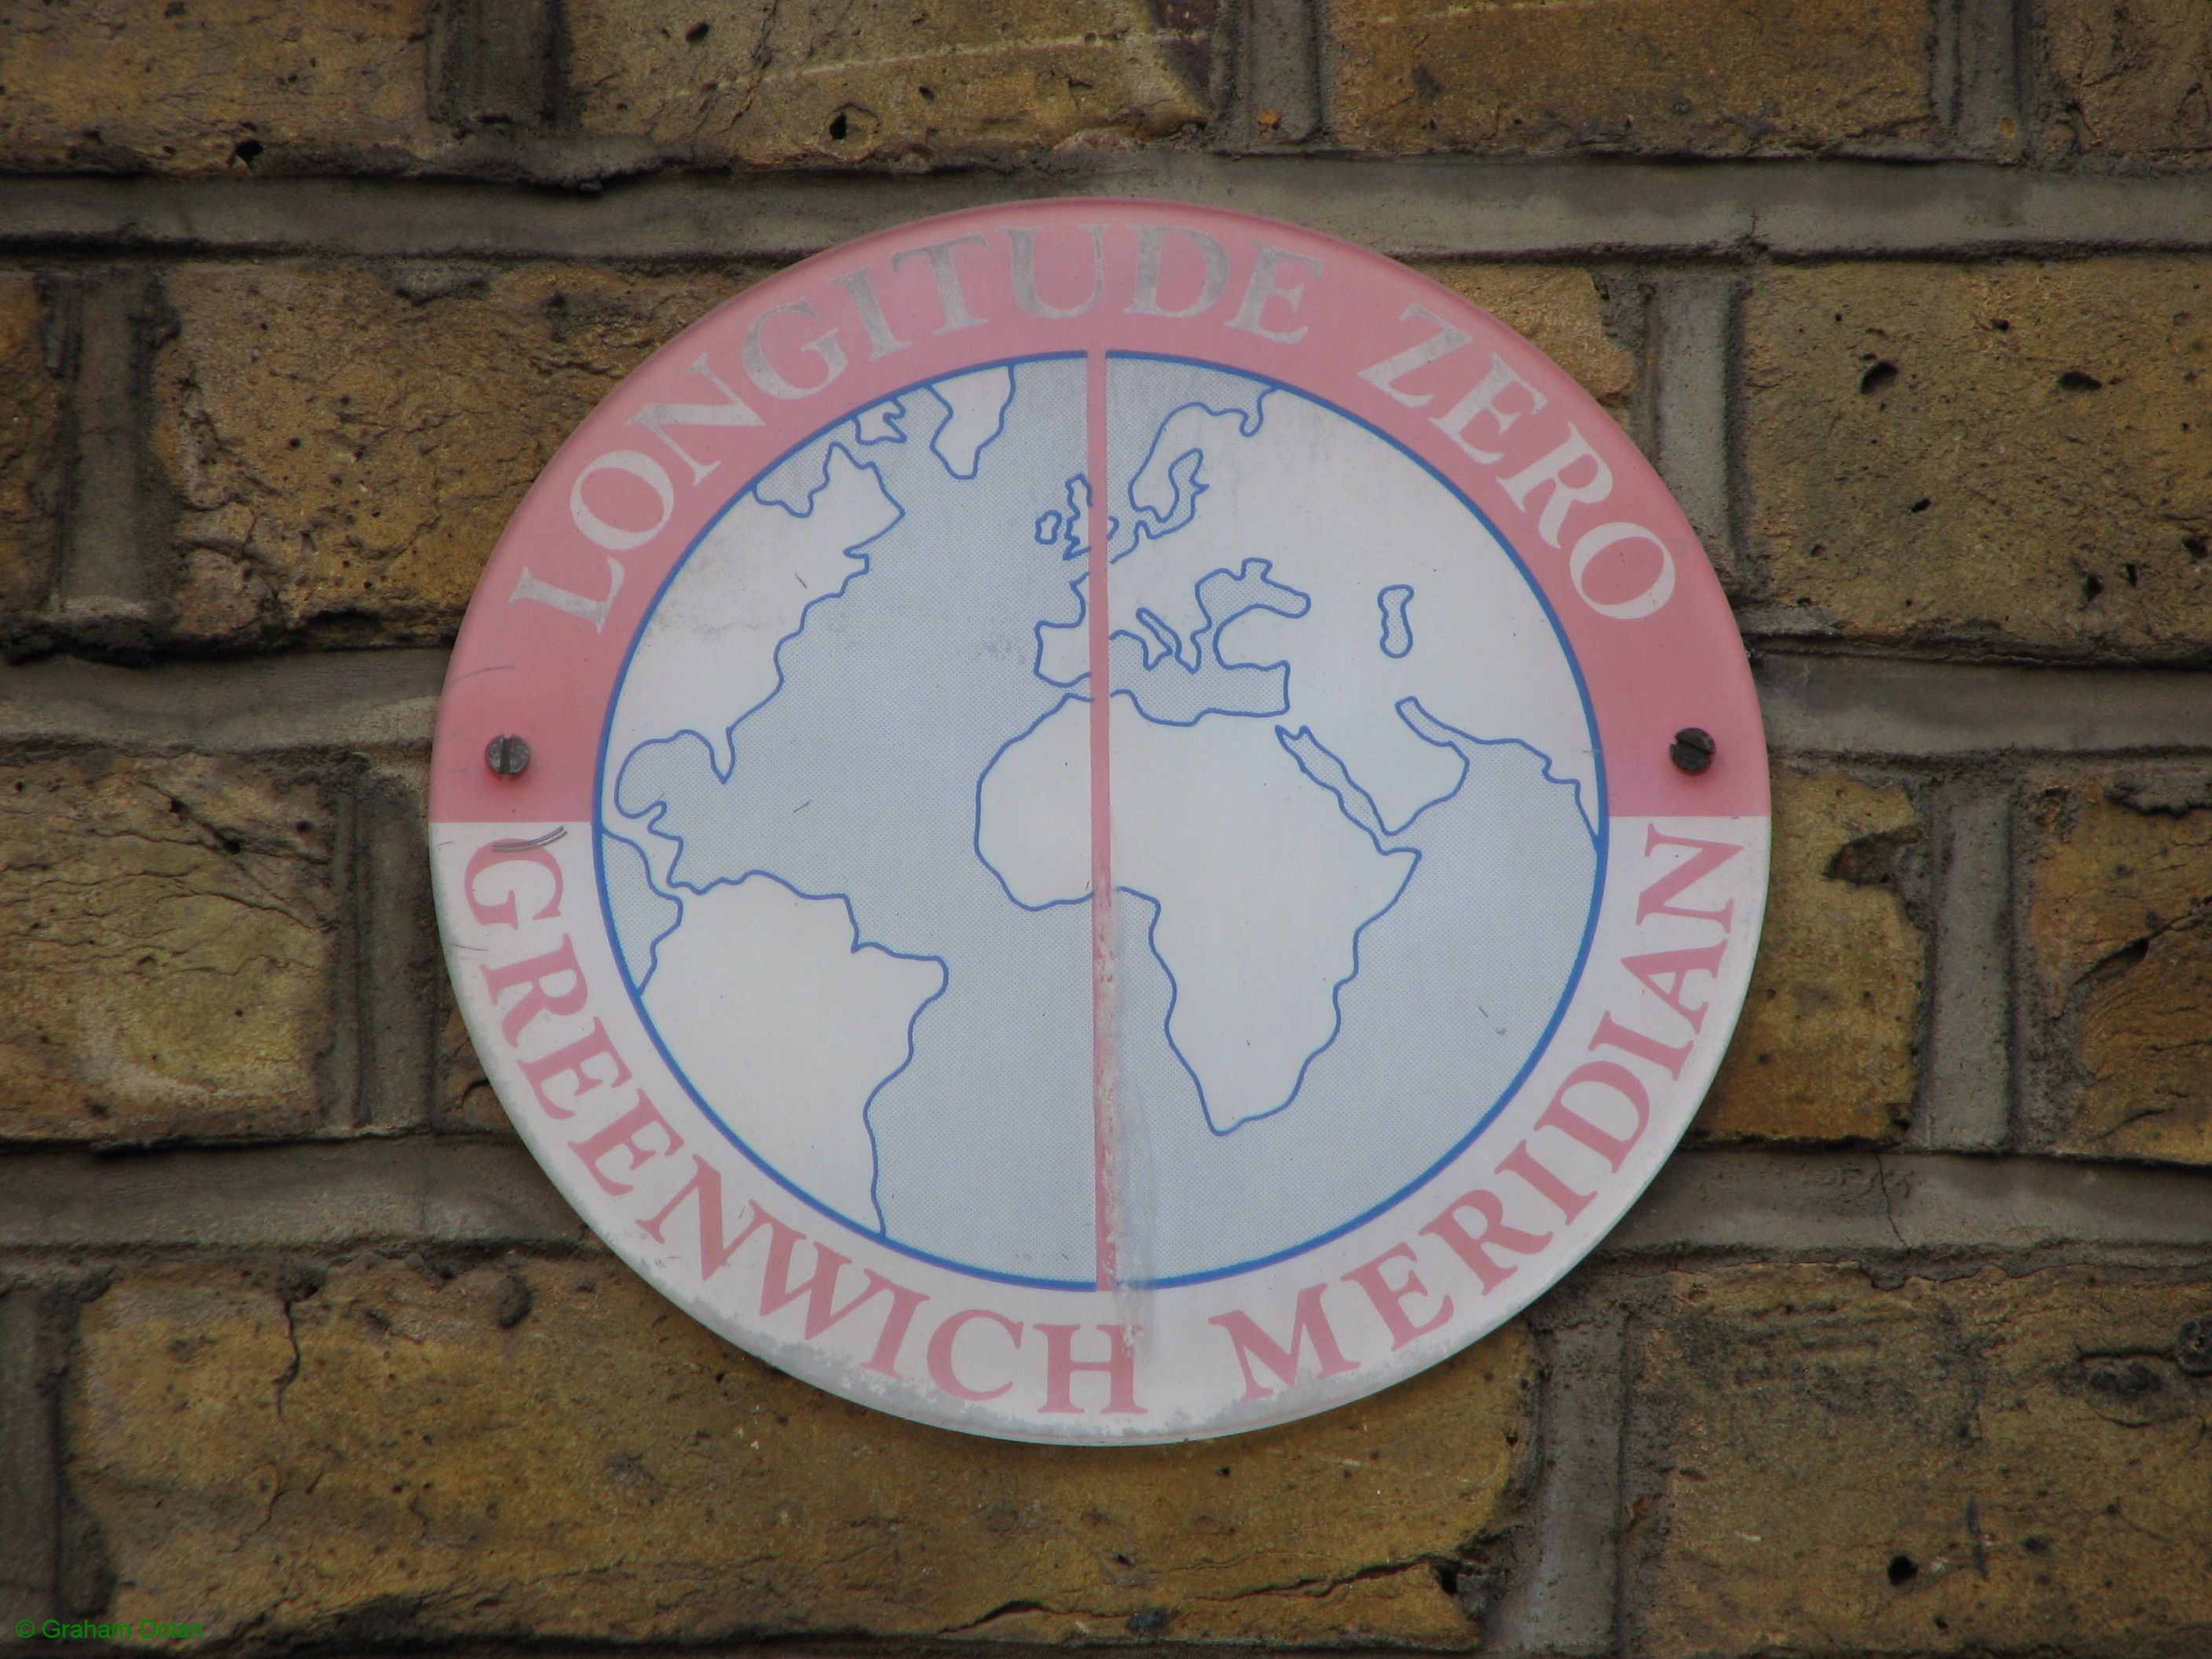 LONGITUDE ZERO
GREENWICH MERIDIAN
© Graham Dolan